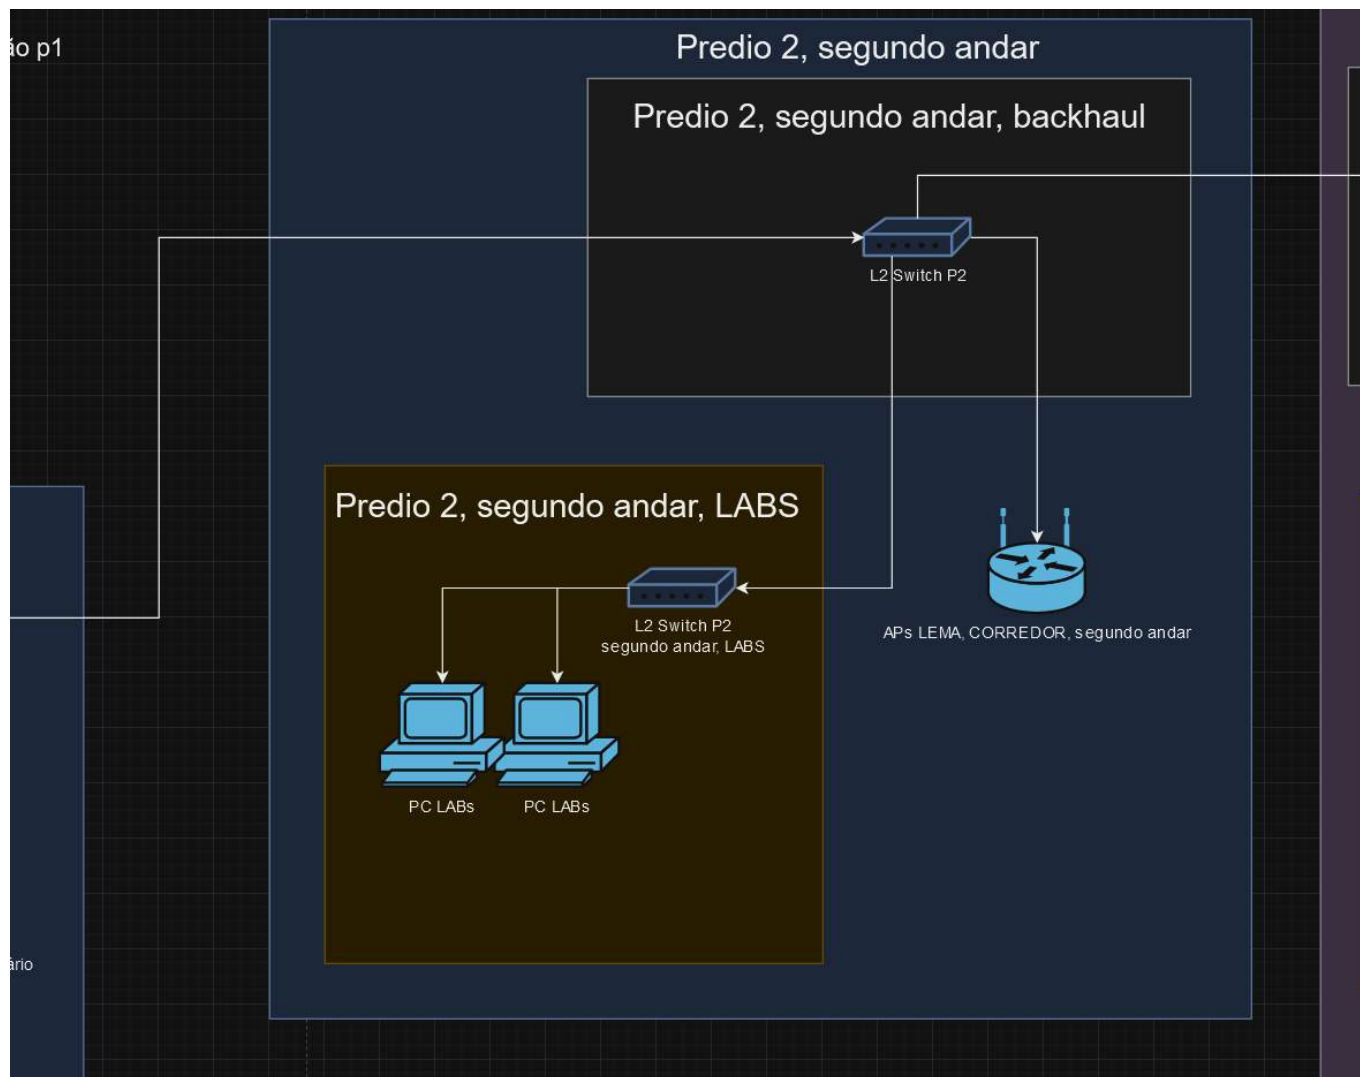 ão p1
Predio 2, segundo andar
Predio 2, segundo andar, backhaul
L2 Switch P2
Predio 2, segundo andar, LABS
L2 Switch P2
segundo andar, LABS
APs LEMA, CORREDOR, segundo andar
PC LABs
PC LABs
ário